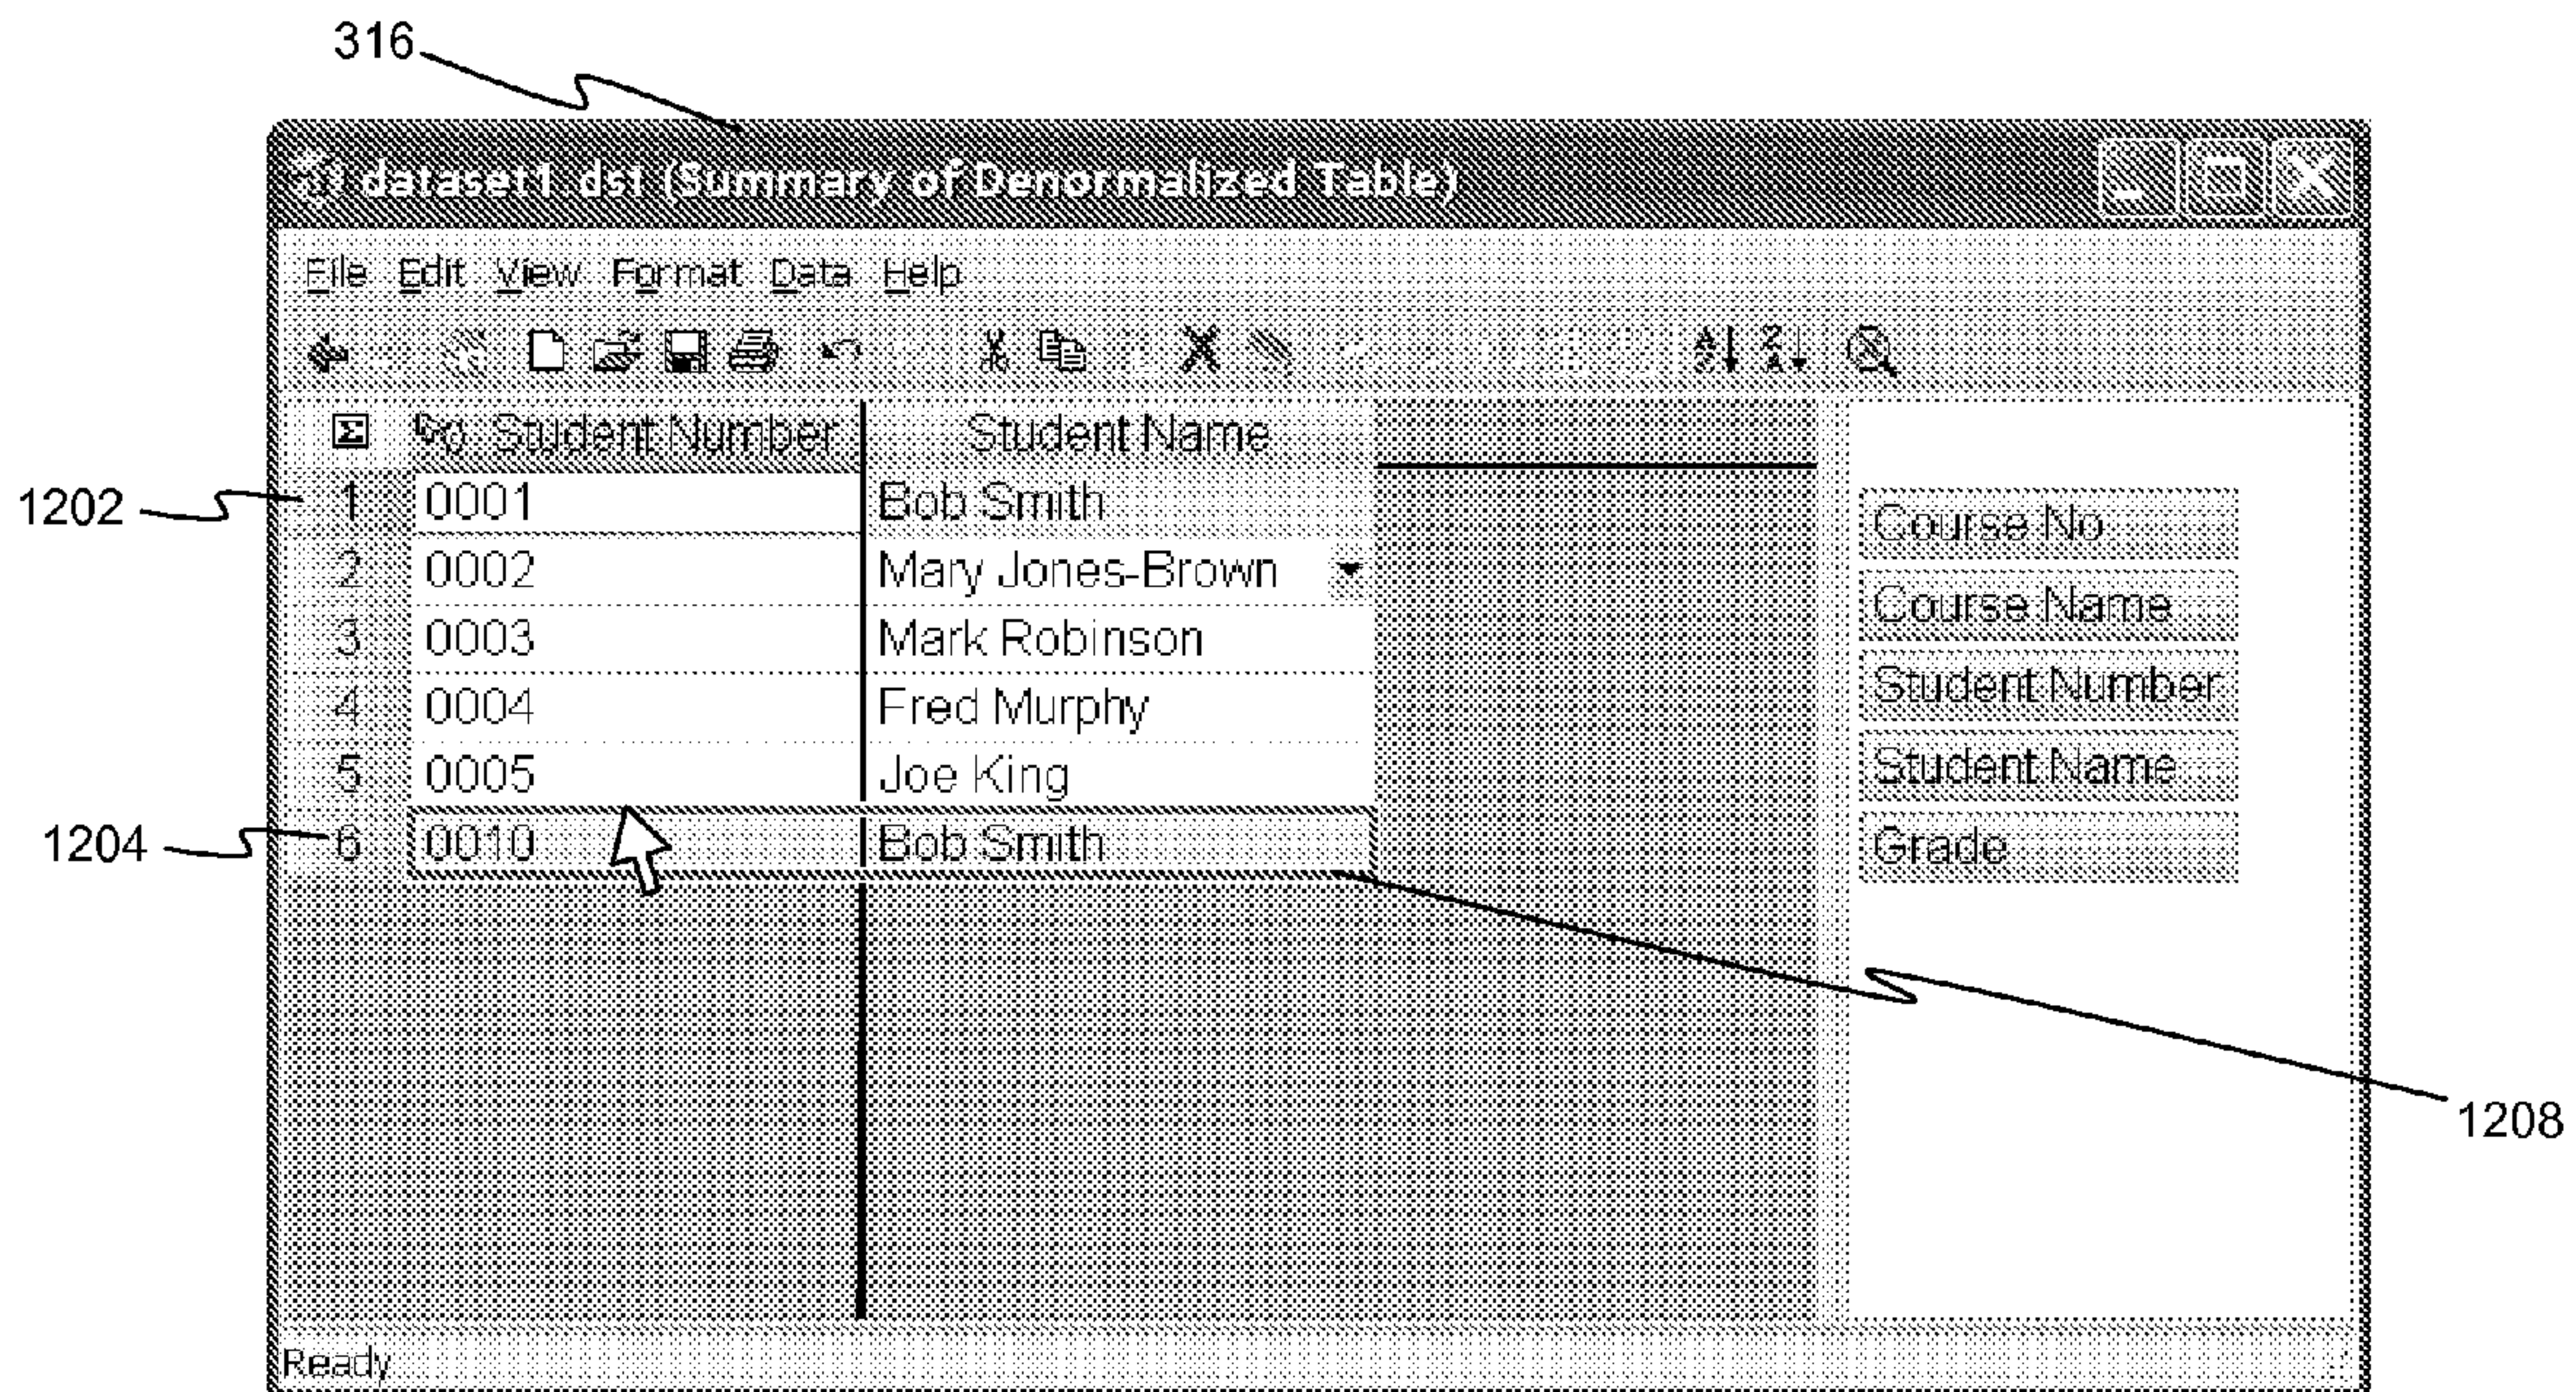 316
dataset1.dst (Summary of Denormalized Table)
File Edit View Format Data Help
Σ Student Number Student Name
1202 1 0001 Bob Smith
2 0002 Mary Jones-Brown
3 0003 Mark Robinson
4 0004 Fred Murphy
5 0005 Joe King
1204 6 0010 Bob Smith
Course No
Course Name
Student Number
Student Name
Grade
1208
Ready